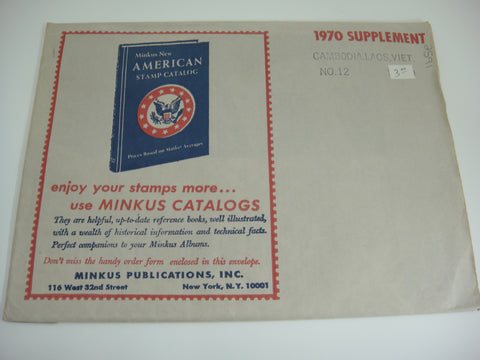 1970 SUPPLEMENT
CAMBODIA,LAOS,VIET
NO.12
3.00
Minkus New
AMERICAN
STAMP CATALOG
Prices Based on Market Averages
enjoy your stamps more...
use MINKUS CATALOGS
They are helpful, up-to-date reference books, well illustrated,
with a wealth of historical information and technical facts.
Perfect companions to your Minkus Albums.
Don't miss the handy order form enclosed in this envelope.
MINKUS PUBLICATIONS, INC.
116 West 32nd Street New York, N.Y. 10001